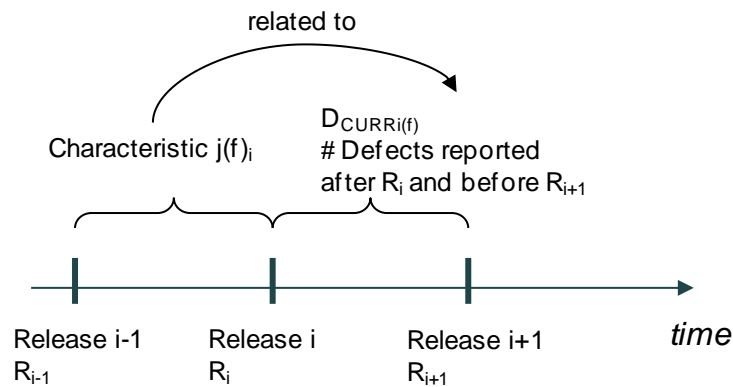 related to
Characteristic j(f)i
DCURRi(f)
# Defects reported
after Ri and before Ri+1
Release i-1
Ri-1
Release i
Ri
Release i+1
Ri+1
time